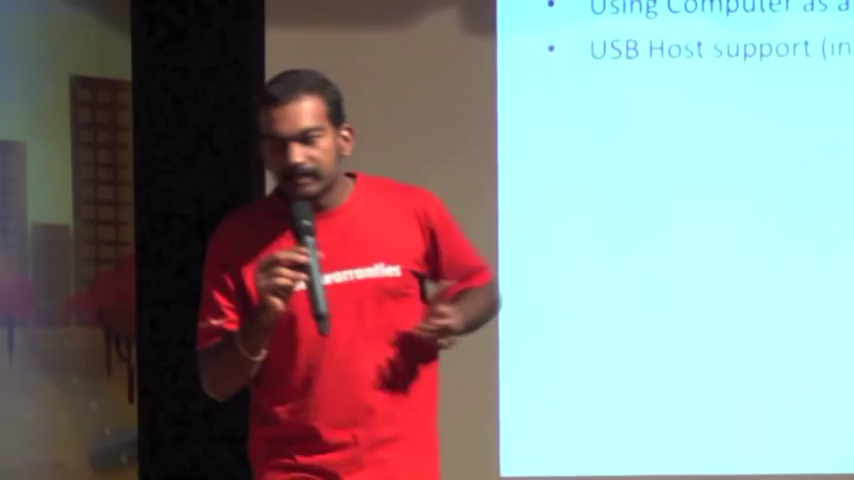 • Using Computer as a
• USB Host support (in
warranties